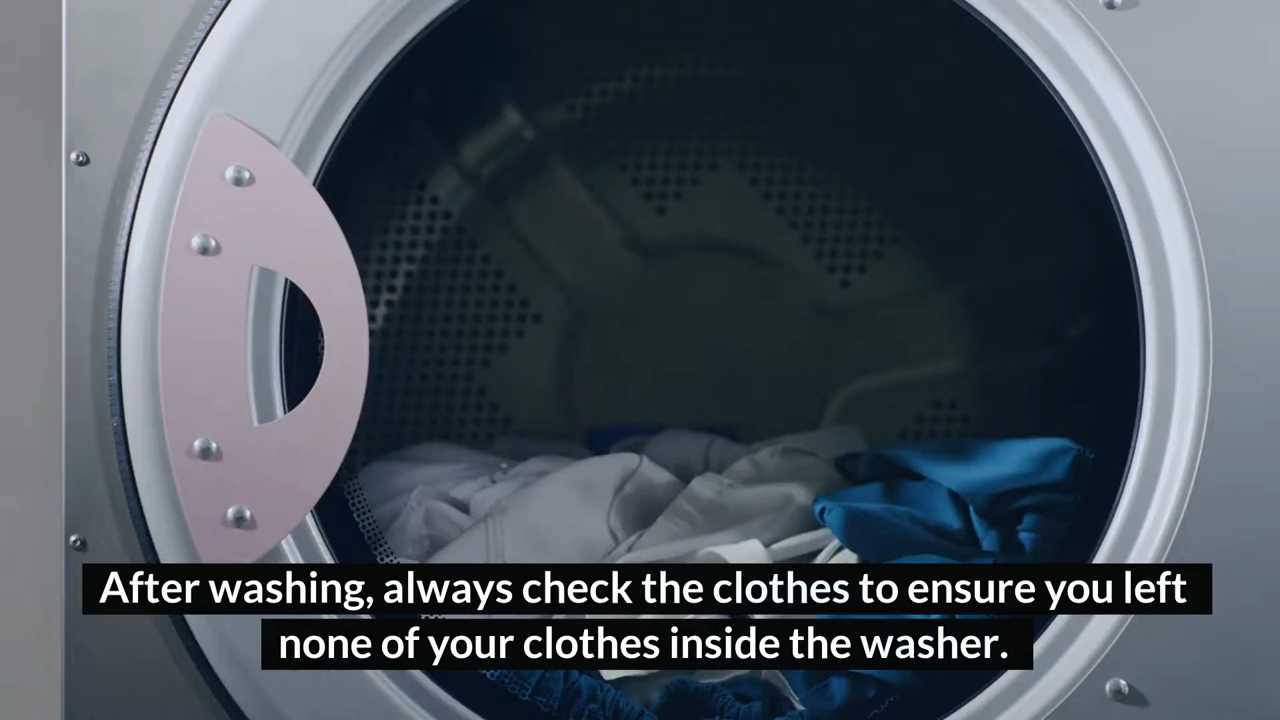 After washing, always check the clothes to ensure you left
none of your clothes inside the washer.